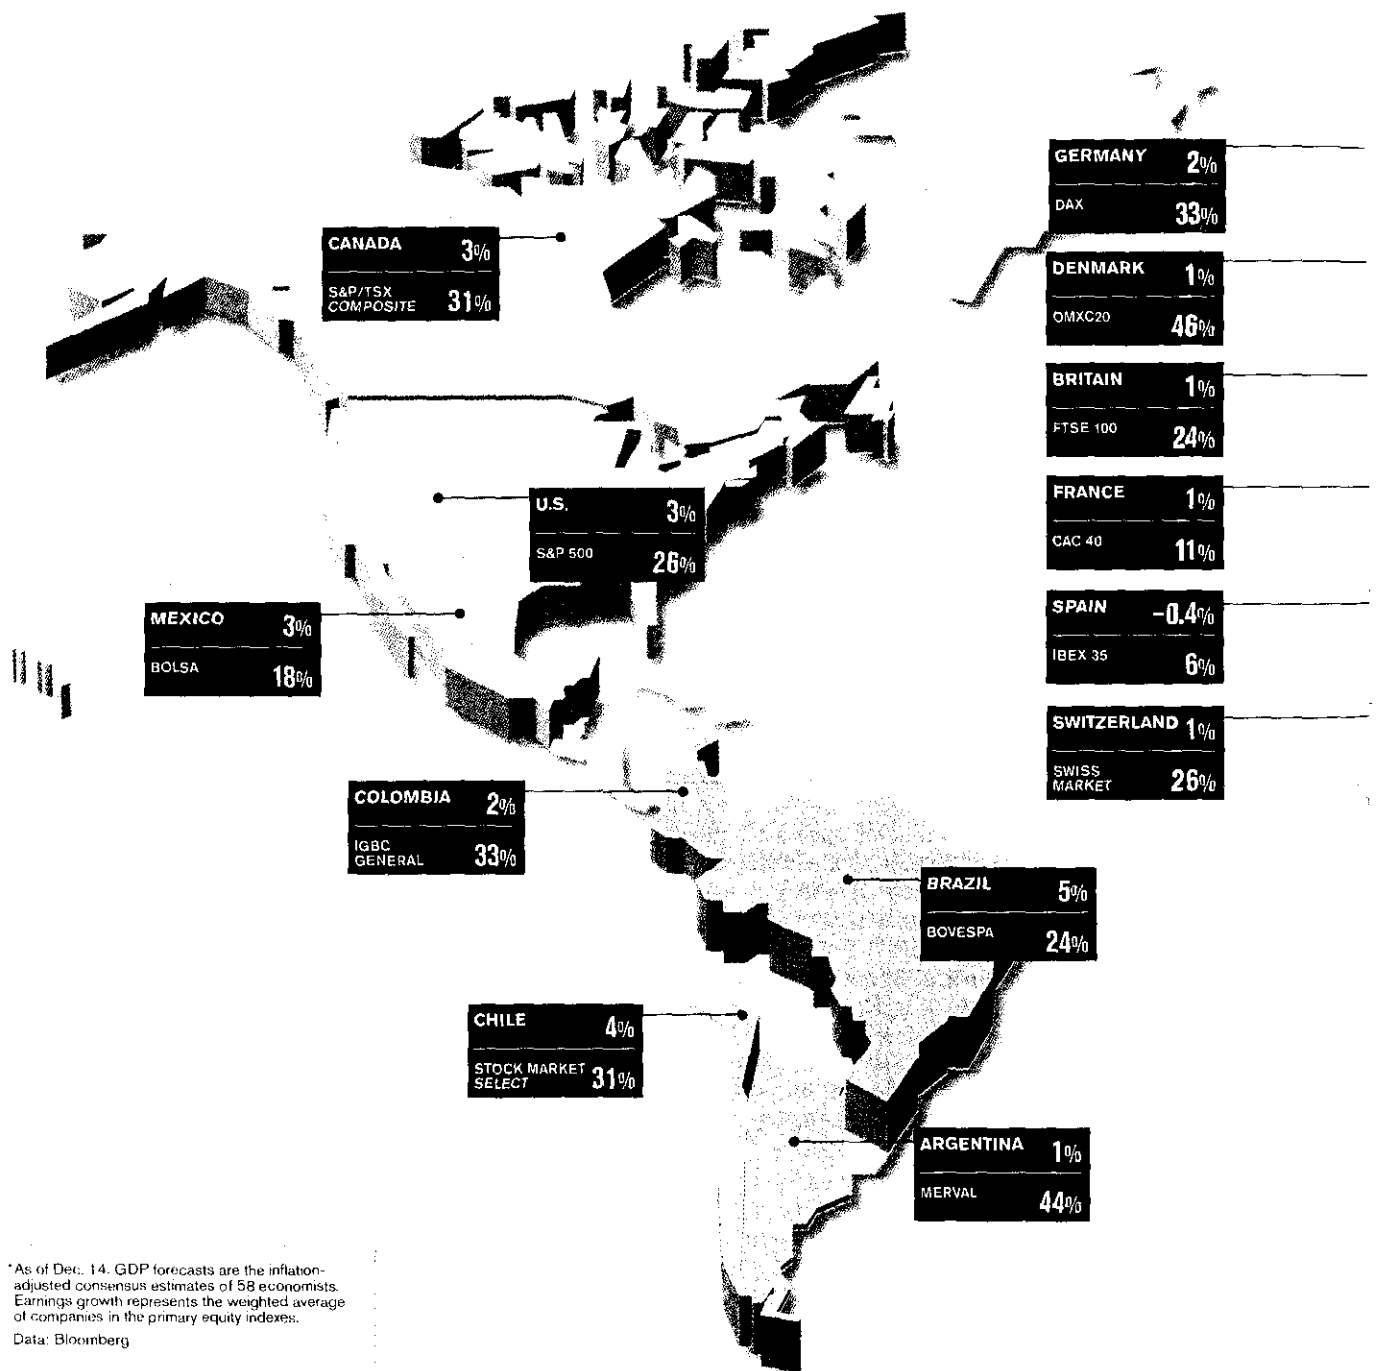 GERMANY 2%
DAX 33%
CANADA 3%
S&P/TSX
COMPOSITE 31%
DENMARK 1%
OMXC20 46%
BRITAIN 1%
FTSE 100 24%
FRANCE 1%
CAC 40 11%
U.S. 3%
S&P 500 26%
MEXICO 3%
BOLSA 18%
SPAIN -0.4%
IBEX 35 6%
SWITZERLAND 1%
SWISS
MARKET 26%
COLOMBIA 2%
IGBC
GENERAL 33%
BRAZIL 5%
BOVESPA 24%
CHILE 4%
STOCK MARKET
SELECT 31%
ARGENTINA 1%
MERVAL 44%
*As of Dec. 14. GDP forecasts are the inflation-
adjusted consensus estimates of 58 economists.
Earnings growth represents the weighted average
of companies in the primary equity indexes.
Data: Bloomberg